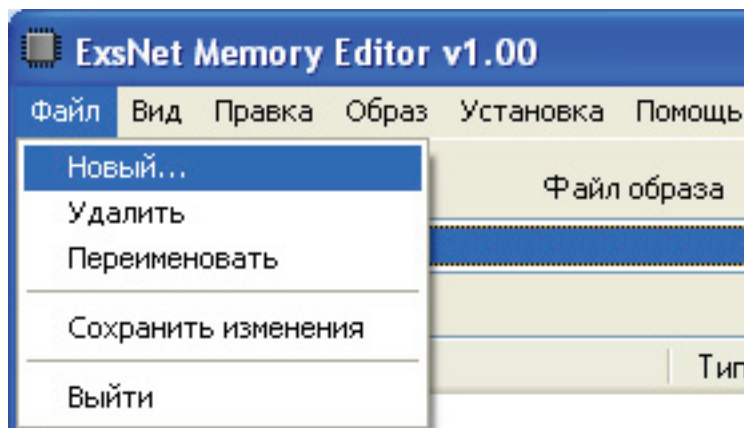 ExsNet Memory Editor v1.00
Файл Вид Правка Образ Установка Помощь
Новый...
Файл образа
Удалить
Переименовать
Сохранить изменения
Тип
Выйти